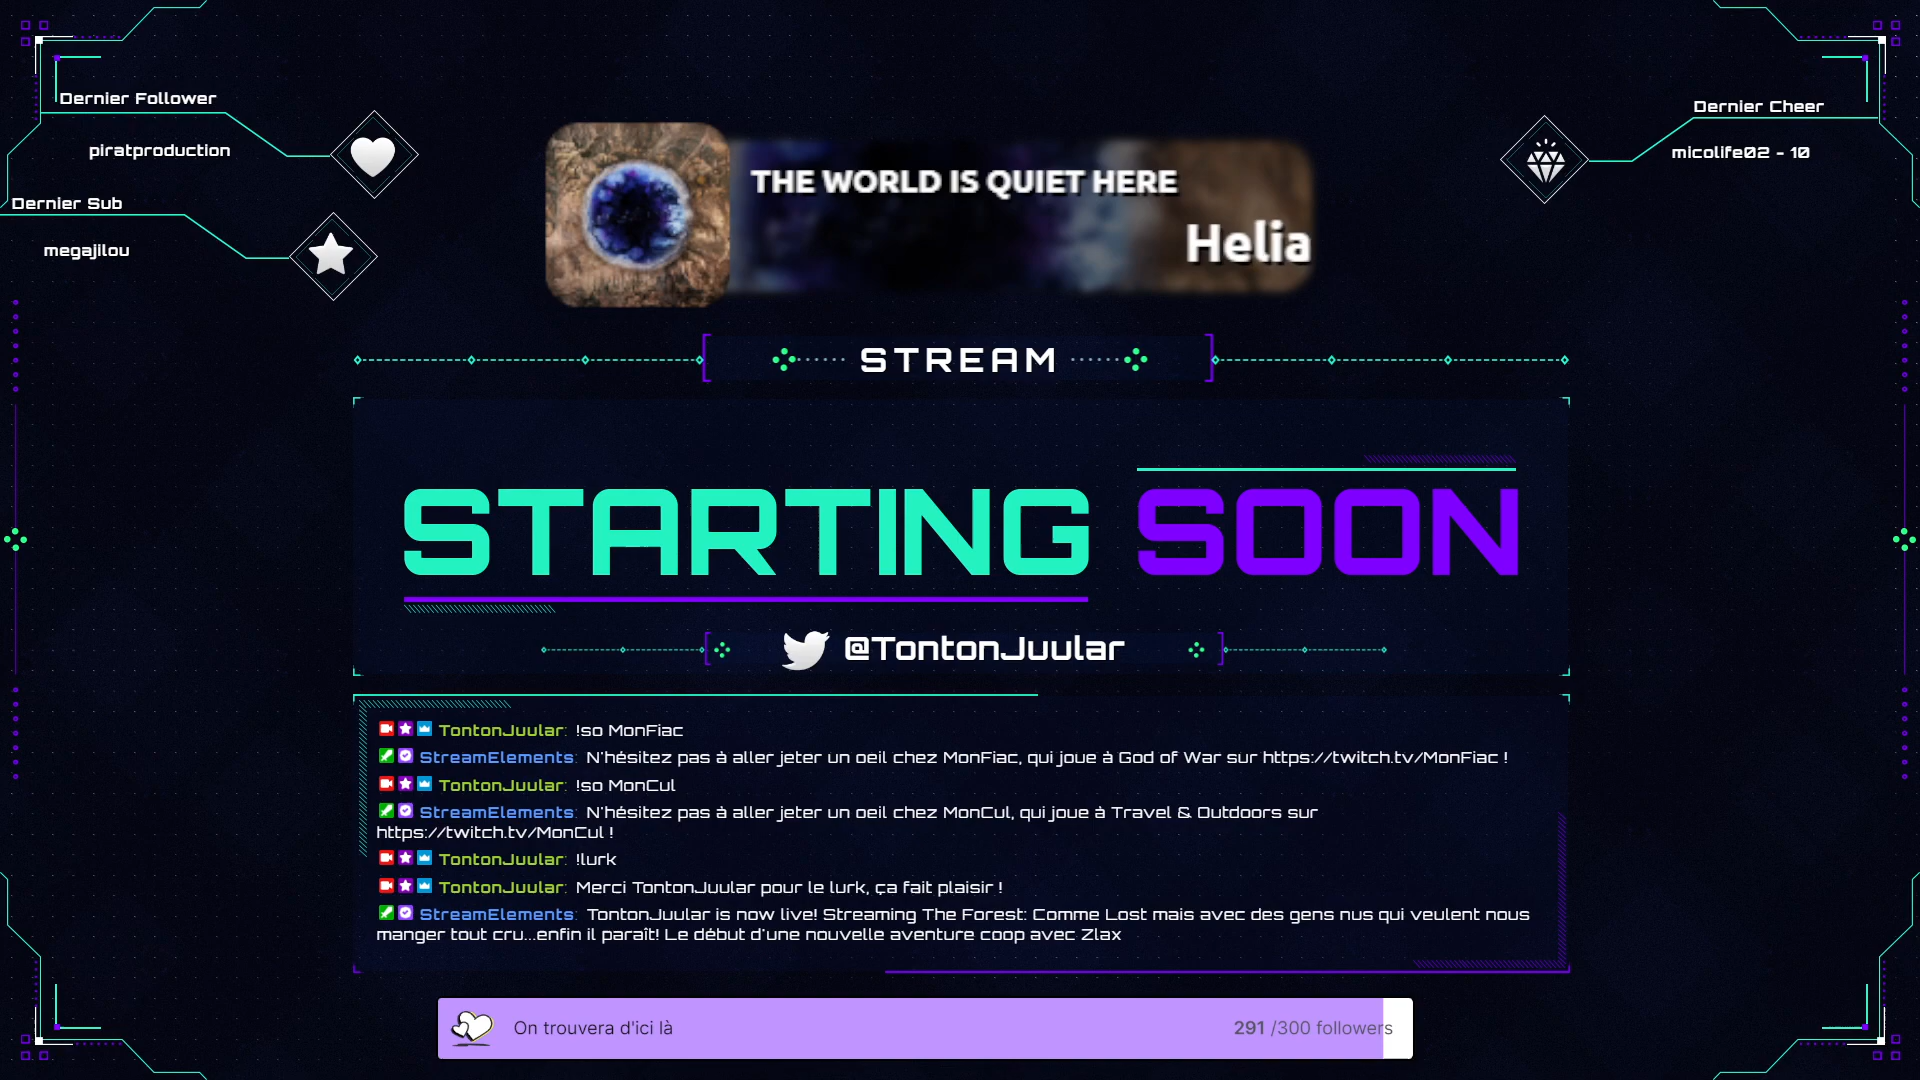 Dernier Follower
piratproduction
Dernier Sub
megajilou
Dernier Cheer
micolife02 - 10
THE WORLD IS QUIET HERE
Helia
STREAM
STARTING SOON
@TontonJuular
TontonJuular: !so MonFiac
StreamElements: N'hésitez pas à aller jeter un oeil chez MonFiac, qui joue à God of War sur https://twitch.tv/MonFiac !
TontonJuular: !so MonCul
StreamElements: N'hésitez pas à aller jeter un oeil chez MonCul, qui joue à Travel & Outdoors sur
https://twitch.tv/MonCul !
TontonJuular: !lurk
TontonJuular: Merci TontonJuular pour le lurk, ça fait plaisir !
StreamElements: TontonJuular is now live! Streaming The Forest: Comme Lost mais avec des gens nus qui veulent nous
manger tout cru...enfin il paraît! Le début d'une nouvelle aventure coop avec Zlax
On trouvera d'ici là
291 /300 followers